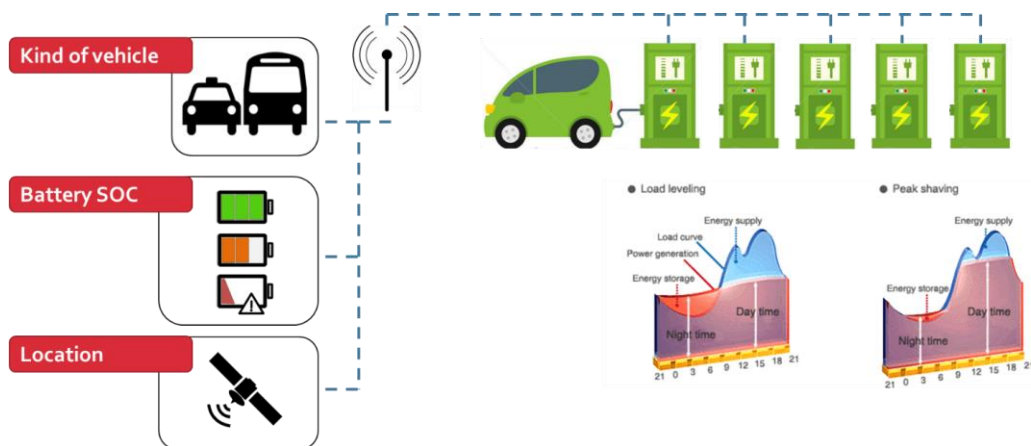 Kind of vehicle
Battery SOC
Location
Load leveling
Energy supply
Load curve
Power generation
Energy storage
Day time
Night time
21 0 3 6 9 12 15 18 21
Peak shaving
Energy supply
Energy storage
Day time
Night time
21 0 3 6 9 12 15 18 21